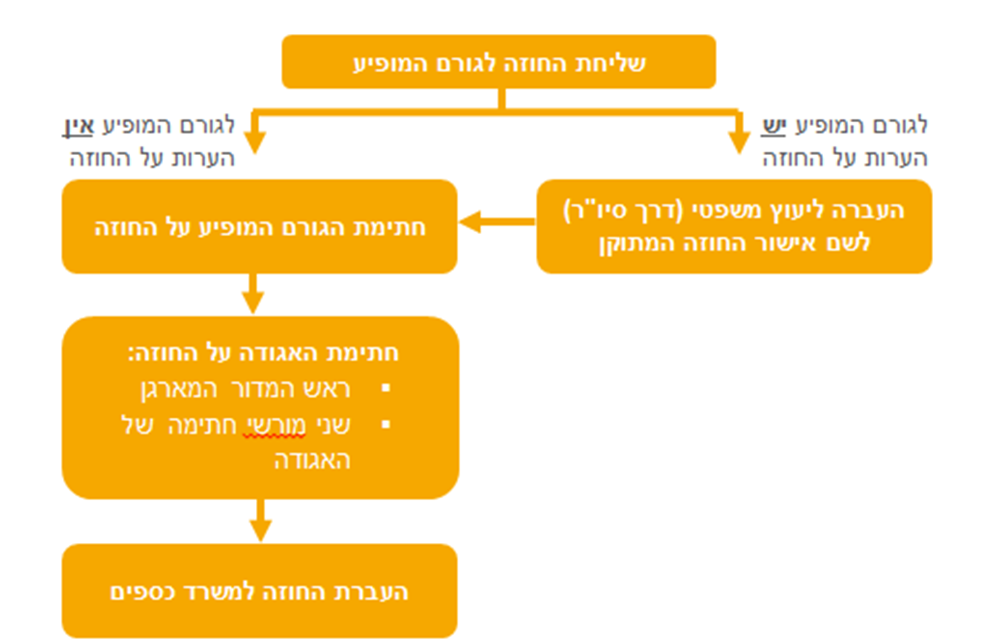 שליחת החוזה לגורם המופיע
לגורם המופיע יש
הערות על החוזה
לגורם המופיע אין
הערות על החוזה
העברה ליעוץ משפטי (דרך סיו"ר)
לשם אישור החוזה המתוקן
חתימת הגורם המופיע על החוזה
חתימת האגודה על החוזה:
▪ ראש המדור המארגן
▪ שני מורשי חתימה של
האגודה
העברת החוזה למשרד כספים